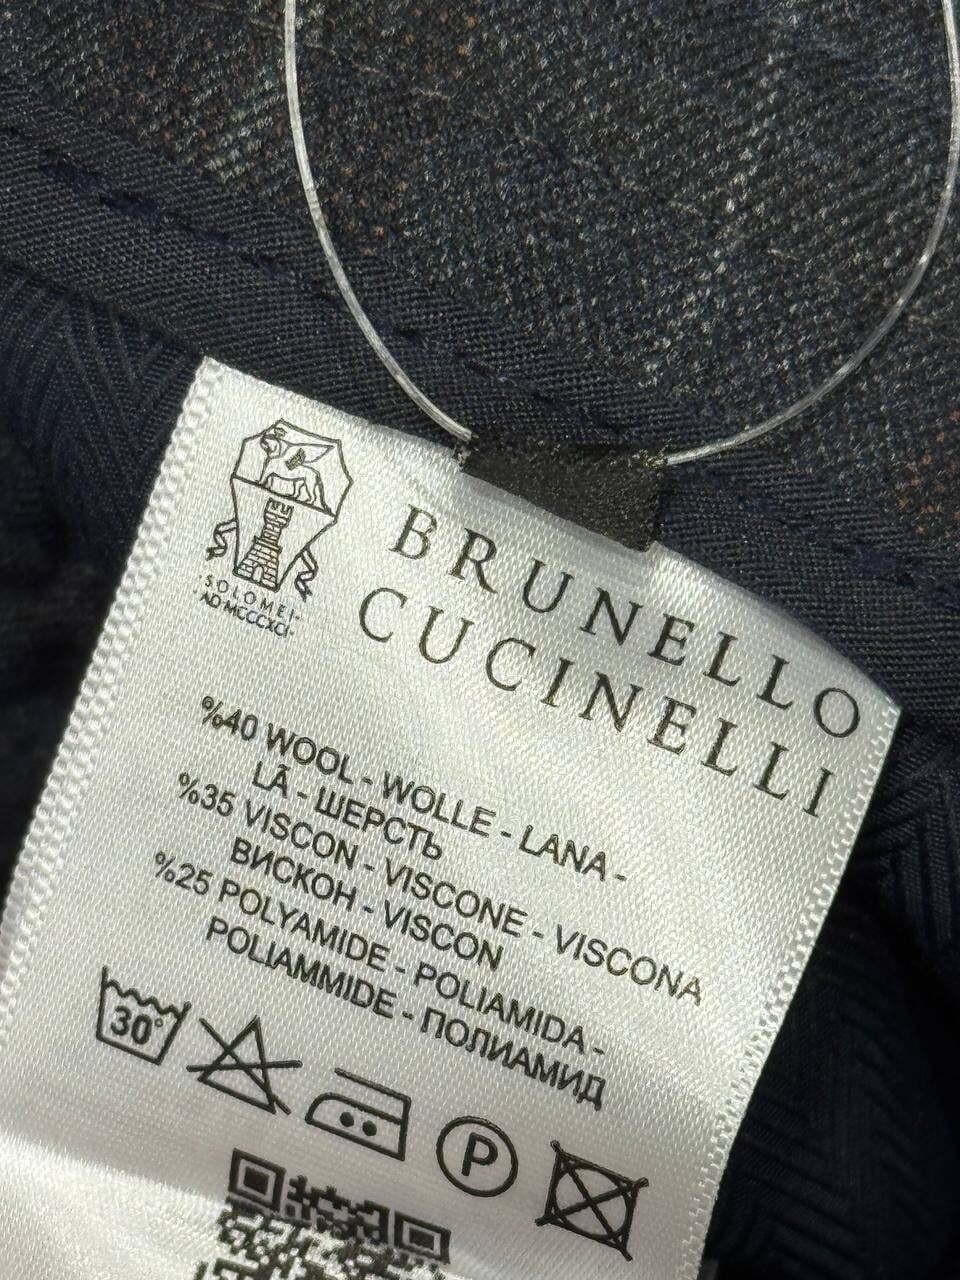 SOLOMEI
AD MCCCXCI
BRUNELLO
CUCINELLI
%40 WOOL - WOLLE - LANA -
LÃ - ШЕРСТЬ
%35 VISCON - VISCONE - VISCONA
ВИСКОН - VISCON
%25 POLYAMIDE - POLIAMIDA -
POLIAMMIDE - ПОЛИАМИД
30°
P